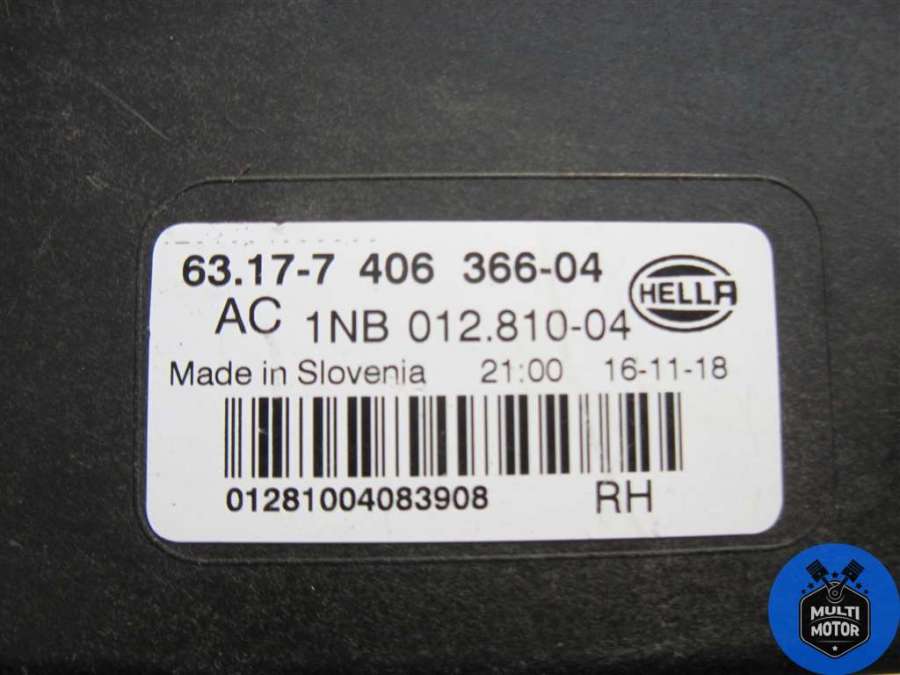 63.17-7 406 366-04
HELLA
AC 1NB 012.810-04
Made in Slovenia 21:00 16-11-18
01281004083908 RH
MULTI
MOTOR